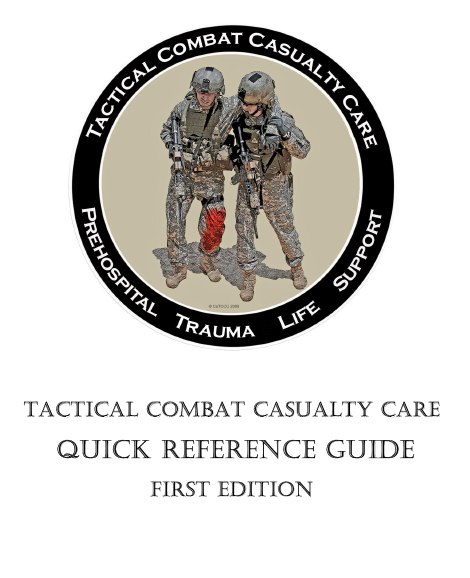 TACTICAL COMBAT CASUALTY CARE
PREHOSPITAL TRAUMA LIFE SUPPORT
TACTICAL COMBAT CASUALTY CARE
QUICK REFERENCE GUIDE
FIRST EDITION